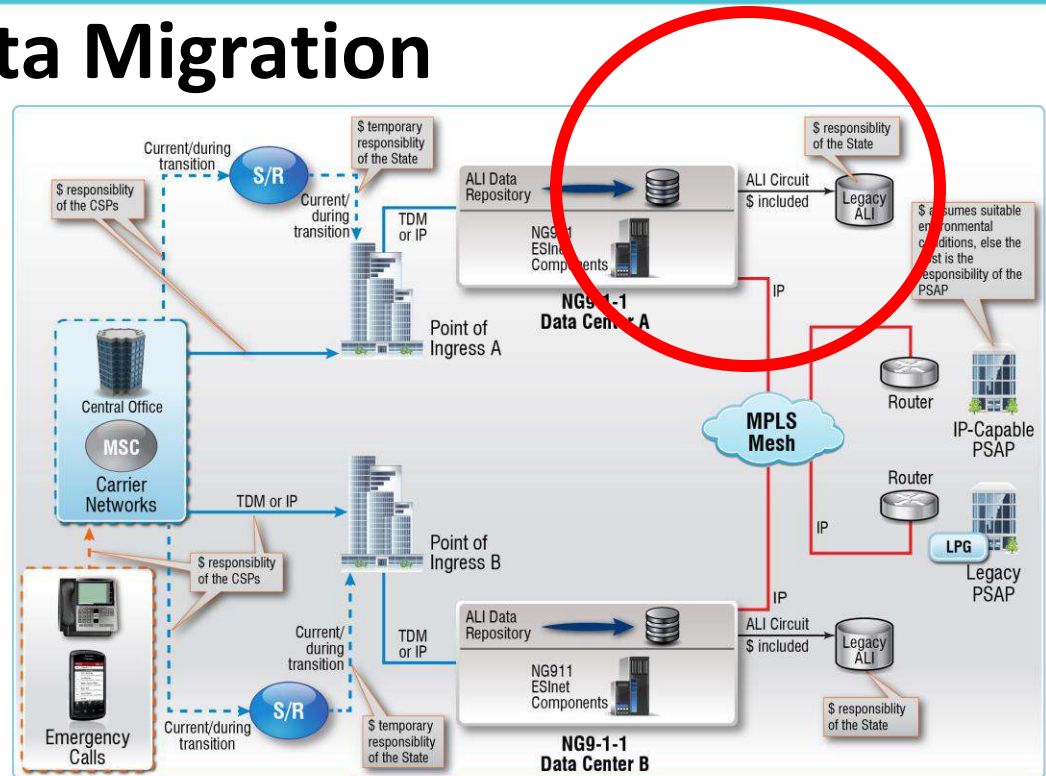 ta Migration
$ temporary
responsiblity
of the State
Current/during
transition
S/R
$ responsiblity
of the CSPs
Current/
during
transition
TDM
or IP
ALI Data
Repository
NG911
ESInet
Components
NG9-1-1
Data Center A
ALI Circuit
$ included
$ responsiblity
of the State
Legacy
ALI
$ assumes suitable
environmental
conditions, else the
cost is the
responsibility of the
PSAP
IP
Point of
Ingress A
Central Office
MSC
Carrier
Networks
MPLS
Mesh
Router
IP-Capable
PSAP
Router
IP
LPG
Legacy
PSAP
TDM or IP
$ responsiblity
of the CSPs
Point of
Ingress B
IP
ALI Data
Repository
NG911
ESInet
Components
NG9-1-1
Data Center B
ALI Circuit
$ included
Legacy
ALI
$ responsiblity
of the State
Current/
during
transition
TDM
or IP
S/R
Current/during
transition
$ temporary
responsiblity
of the State
Emergency
Calls